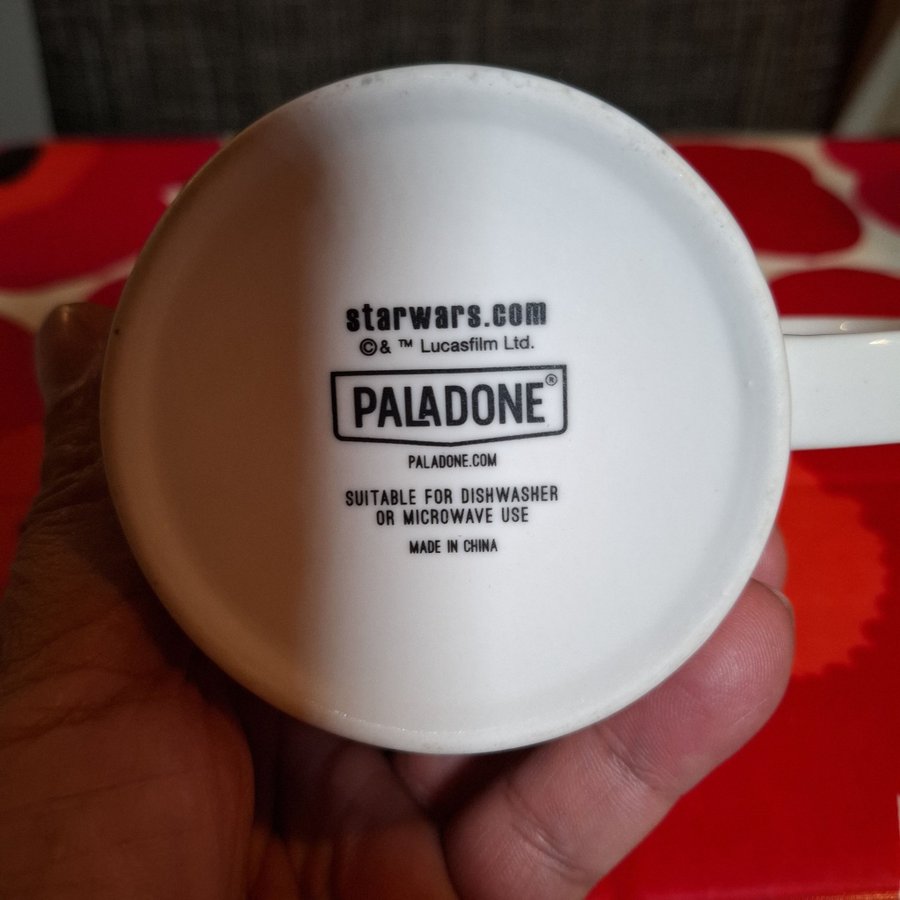 starwars.com
©& ™ Lucasfilm Ltd.
PALADONE®
PALADONE.COM
SUITABLE FOR DISHWASHER
OR MICROWAVE USE
MADE IN CHINA